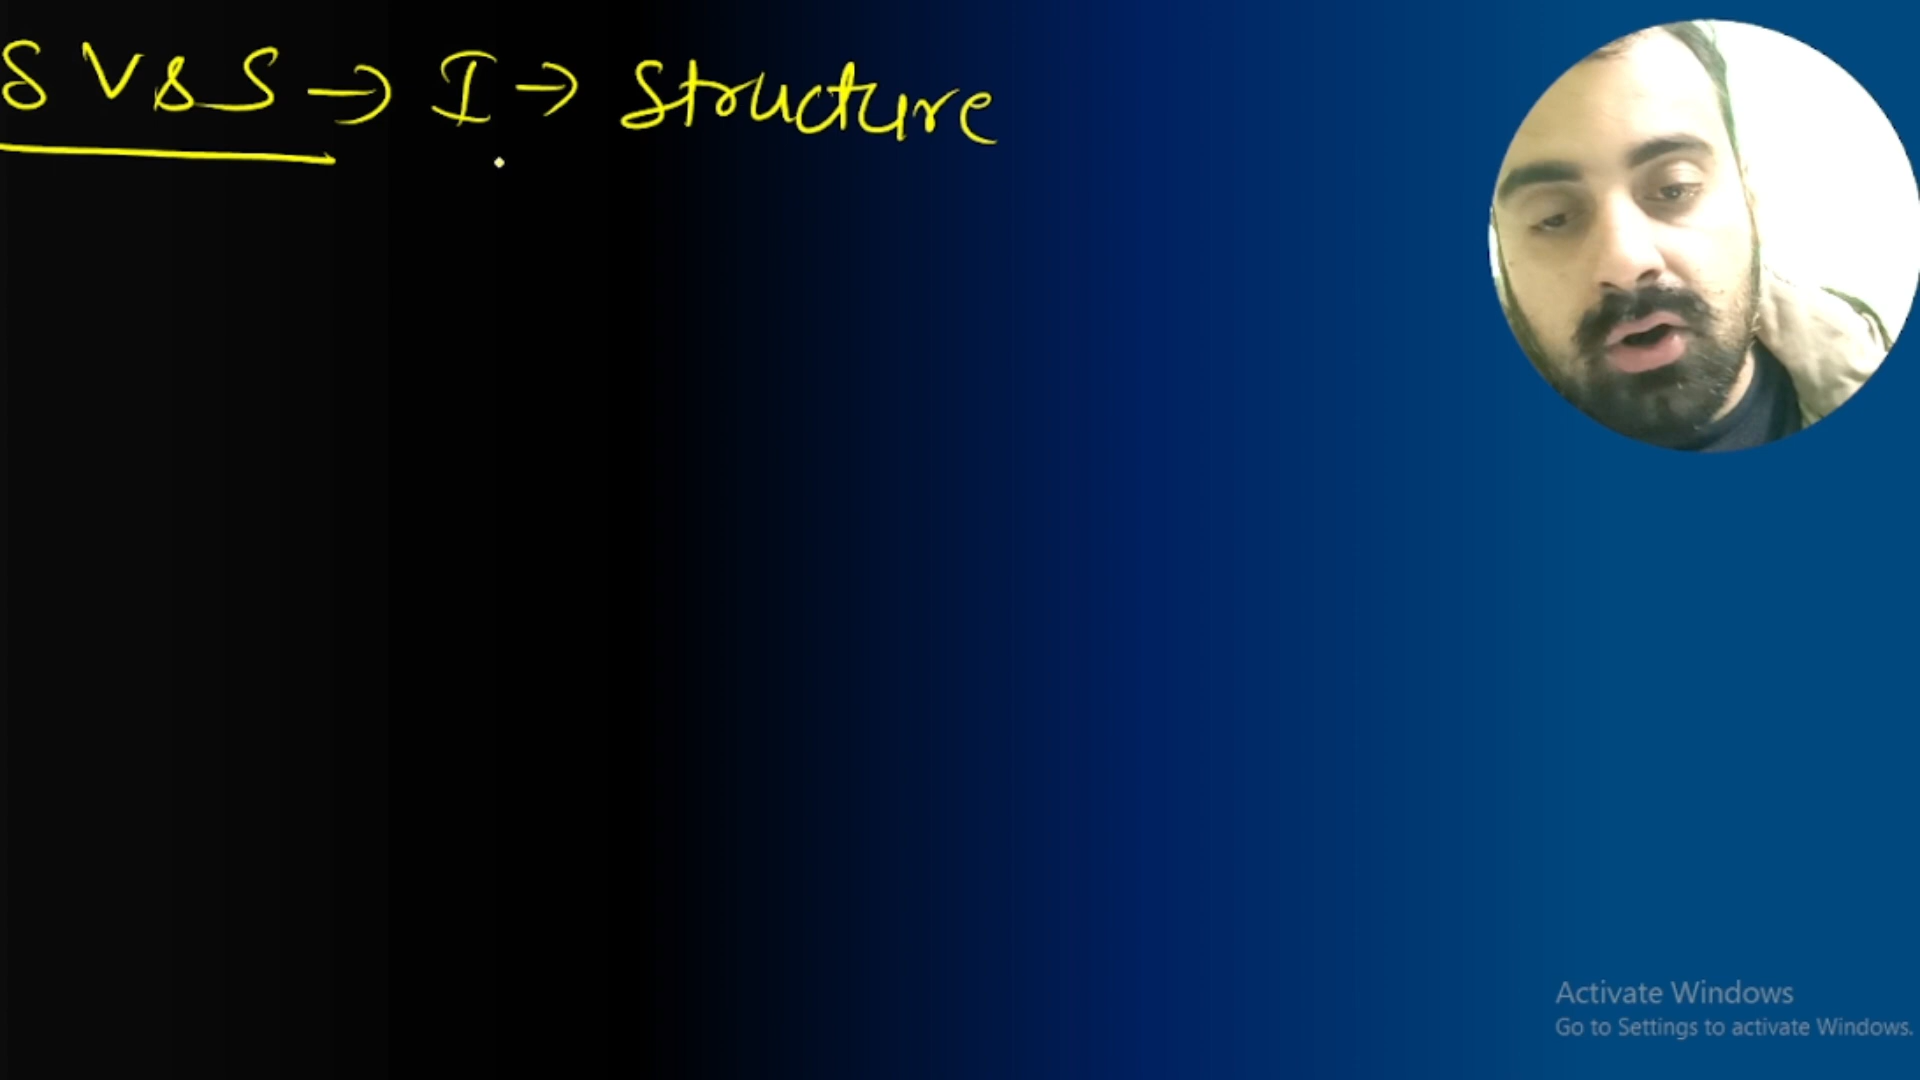 S V & S → I → Structure
Activate Windows
Go to Settings to activate Windows.